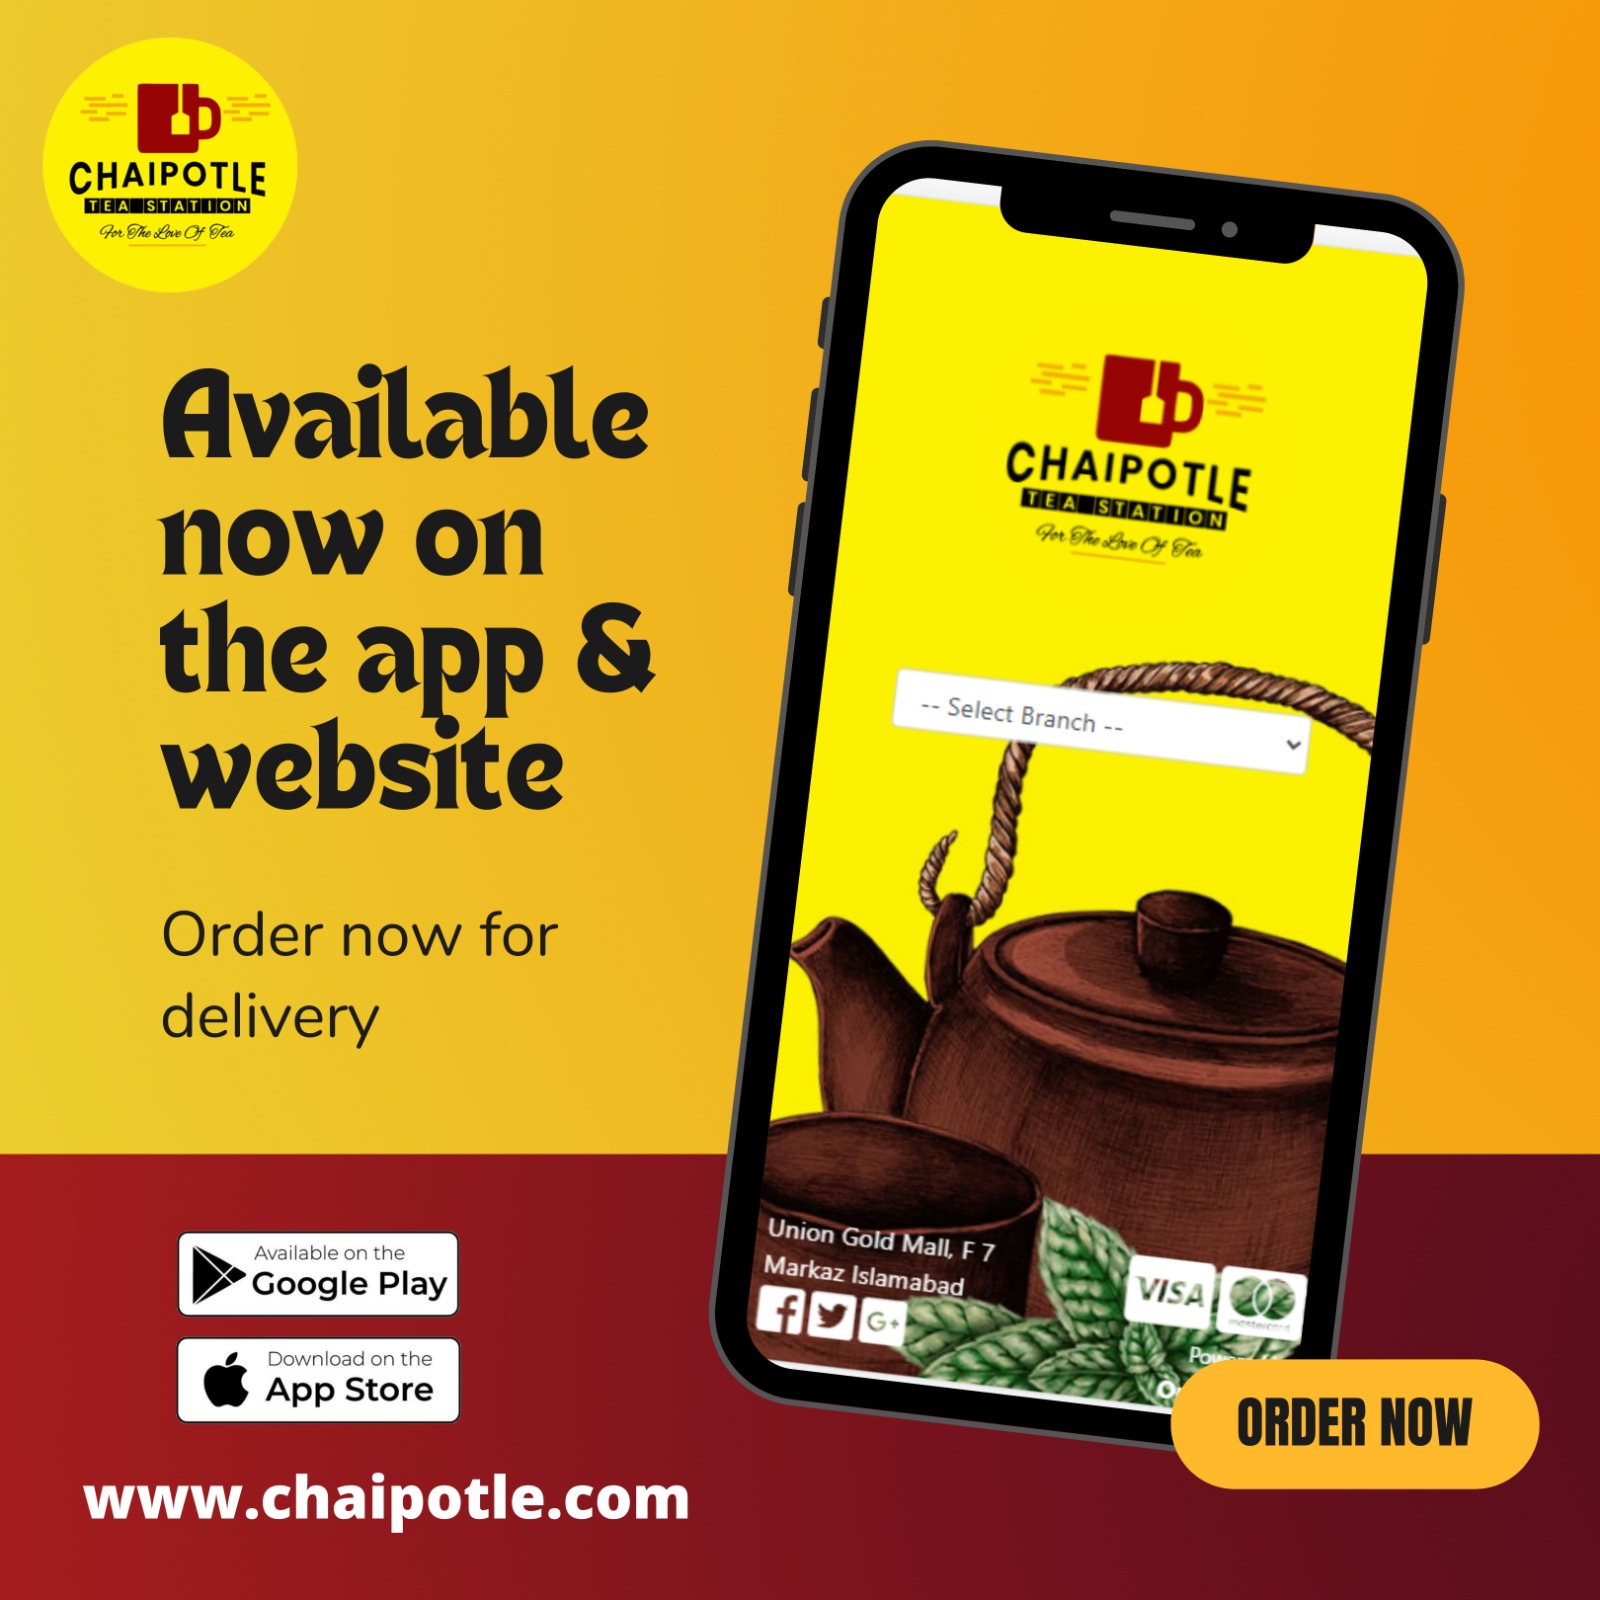 CHAIPOTLE
TEA STATION
For The Love Of Tea
Available
now on
the app &
website
Order now for
delivery
Available on the
Google Play
Download on the
App Store
www.chaipotle.com
CHAIPOTLE
TEA STATION
For The Love Of Tea
-- Select Branch --
Union Gold Mall, F 7
Markaz Islamabad
G+
VISA
mastercard
ORDER NOW